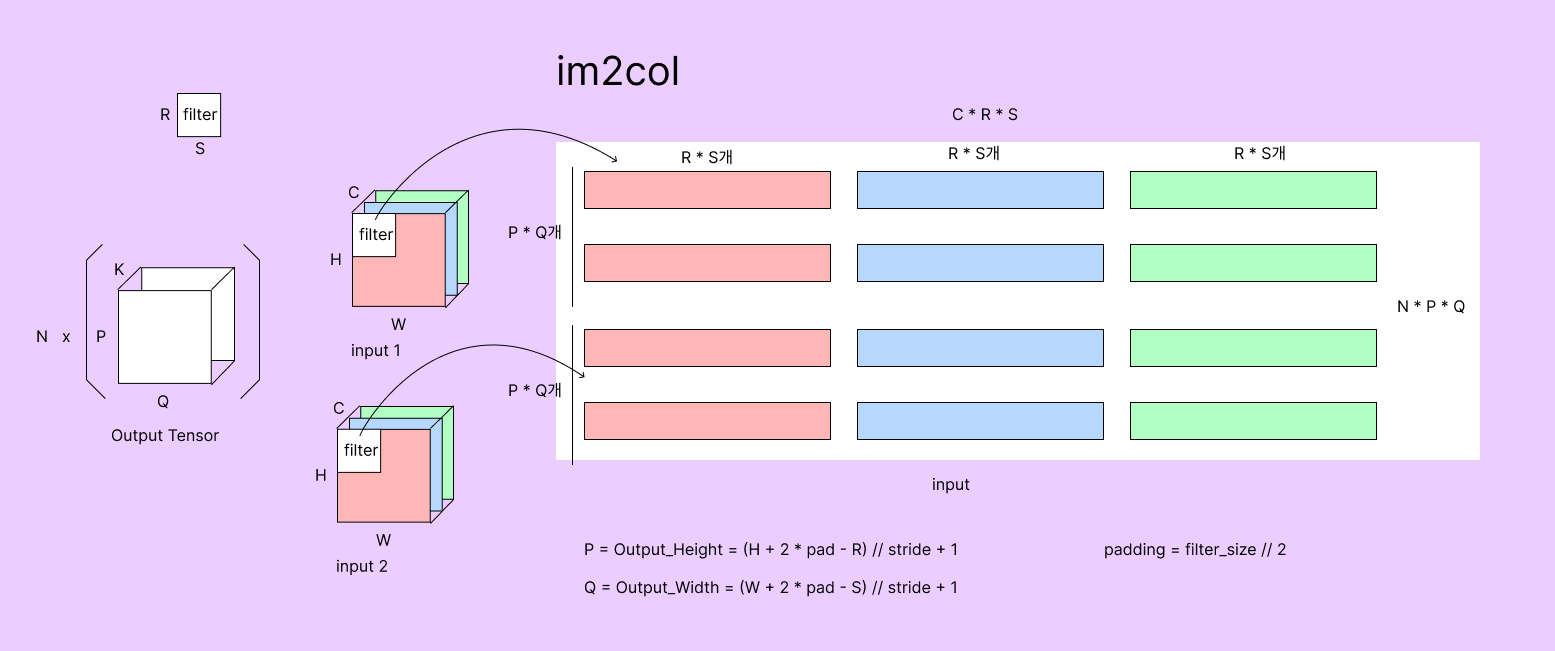 im2col
R
filter
S
C * R * S
R * S개
R * S개
R * S개
C
filter
H
W
input 1
P * Q개
K
N x
P
Q
Output Tensor
N * P * Q
C
filter
H
W
input 2
P * Q개
input
P = Output_Height = (H + 2 * pad - R) // stride + 1
padding = filter_size // 2
Q = Output_Width = (W + 2 * pad - S) // stride + 1